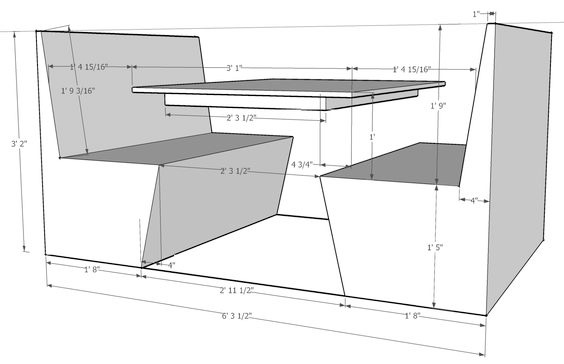 1"
1' 4 15/16"
3' 1"
1' 4 15/16"
1' 9 3/16"
1' 9"
2' 3 1/2"
1'
3' 2"
4 3/4"
2' 3 1/2"
4"
1' 5"
4"
1' 8"
2' 11 1/2"
1' 8"
6' 3 1/2"